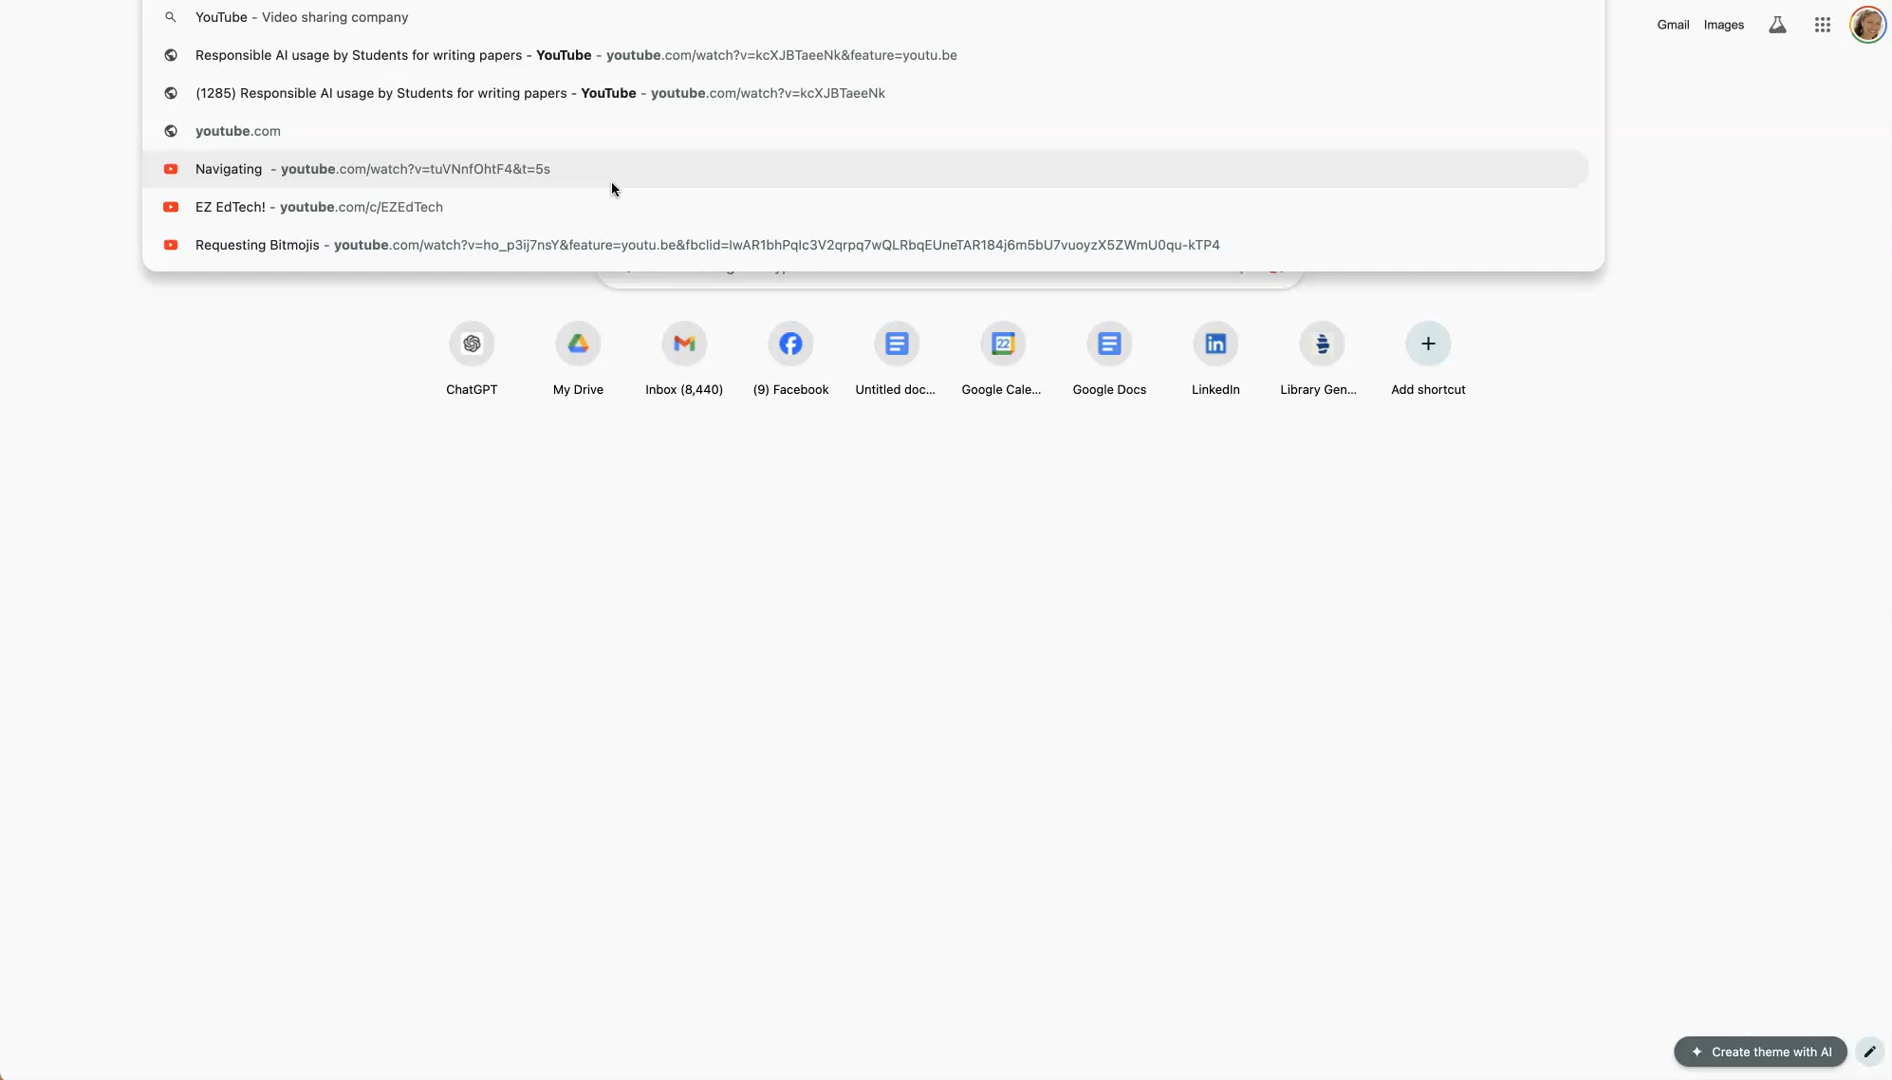 Gmail
Images
YouTube - Video sharing company
Responsible AI usage by Students for writing papers - YouTube - youtube.com/watch?v=kcXJBTaeeNk&feature=youtu.be
(1285) Responsible AI usage by Students for writing papers - YouTube - youtube.com/watch?v=kcXJBTaeeNk
youtube.com
Navigating - youtube.com/watch?v=tuVNnfOhtF4&t=5s
EZ EdTech! - youtube.com/c/EZEdTech
Requesting Bitmojis - youtube.com/watch?v=ho_p3ij7nsY&feature=youtu.be&fbclid=IwAR1bhPqIc3V2qrpq7wQLRbqEUneTAR184j6m5bU7vuoyzX5ZWmU0qu-kTP4
22
ChatGPT
My Drive
Inbox (8,440)
(9) Facebook
Untitled doc...
Google Cale...
Google Docs
LinkedIn
Library Gen...
Add shortcut
Create theme with AI